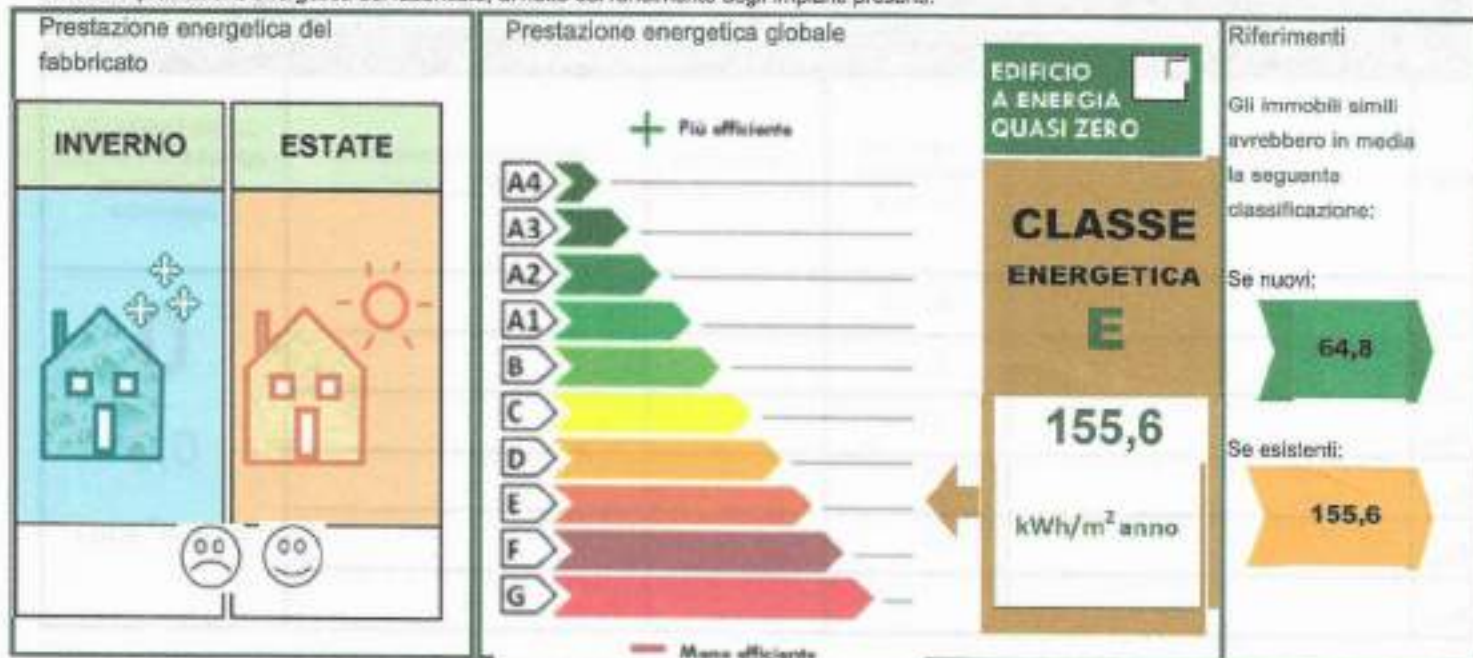 Prestazione energetica del
fabbricato
INVERNO
ESTATE
Prestazione energetica globale
+ Più efficiente
A4
A3
A2
A1
B
C
D
E
F
G
Meno efficiente
EDIFICIO
A ENERGIA
QUASI ZERO
CLASSE
ENERGETICA
E
155,6
kWh/m² anno
Riferimenti
Gli immobili simili
avrebbero in media
la seguente
classificazione:
Se nuovi:
64,8
Se esistenti:
155,6